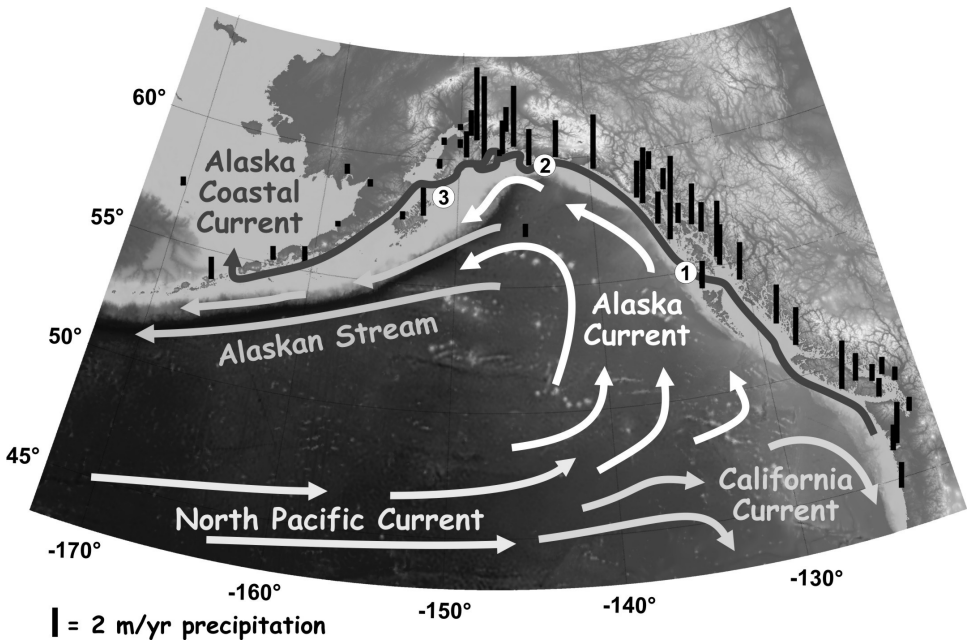 60°
Alaska
Coastal
Current
55°
50°
45°
2
3
1
Alaska
Current
Alaskan Stream
North Pacific Current
California
Current
-170°
-160°
-150°
-140°
-130°
= 2 m/yr precipitation